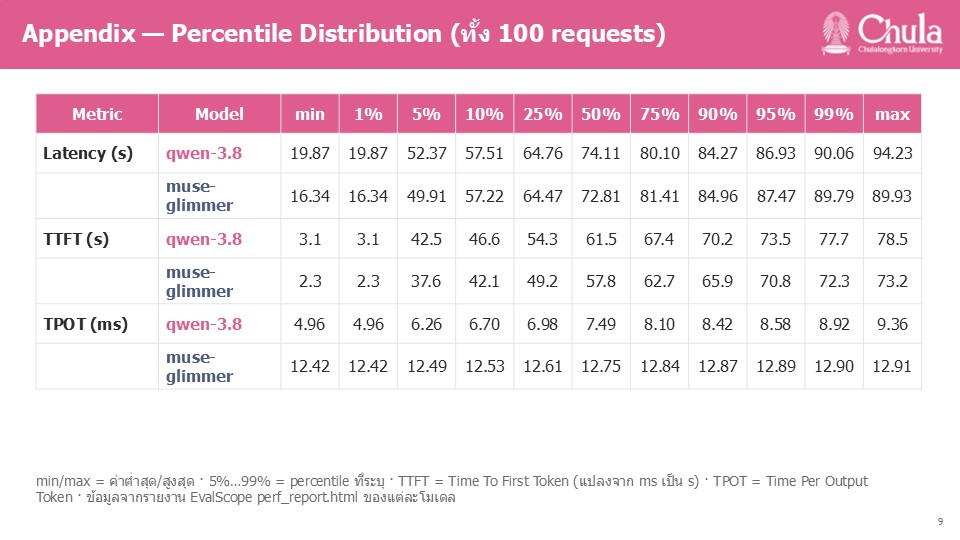 Appendix — Percentile Distribution (ทั้ง 100 requests)
Chula
Chulalongkorn University
Metric Model min 1% 5% 10% 25% 50% 75% 90% 95% 99% max
Latency (s) qwen-3.8 19.87 19.87 52.37 57.51 64.76 74.11 80.10 84.27 86.93 90.06 94.23
muse-
glimmer 16.34 16.34 49.91 57.22 64.47 72.81 81.41 84.96 87.47 89.79 89.93
TTFT (s) qwen-3.8 3.1 3.1 42.5 46.6 54.3 61.5 67.4 70.2 73.5 77.7 78.5
muse-
glimmer 2.3 2.3 37.6 42.1 49.2 57.8 62.7 65.9 70.8 72.3 73.2
TPOT (ms) qwen-3.8 4.96 4.96 6.26 6.70 6.98 7.49 8.10 8.42 8.58 8.92 9.36
muse-
glimmer 12.42 12.42 12.49 12.53 12.61 12.75 12.84 12.87 12.89 12.90 12.91
min/max = ค่าต่ำสุด/สูงสุด · 5%…99% = percentile ที่ระบุ · TTFT = Time To First Token (แปลงจาก ms เป็น s) · TPOT = Time Per Output
Token · ข้อมูลจากรายงาน EvalScope perf_report.html ของแต่ละโมเดล
9